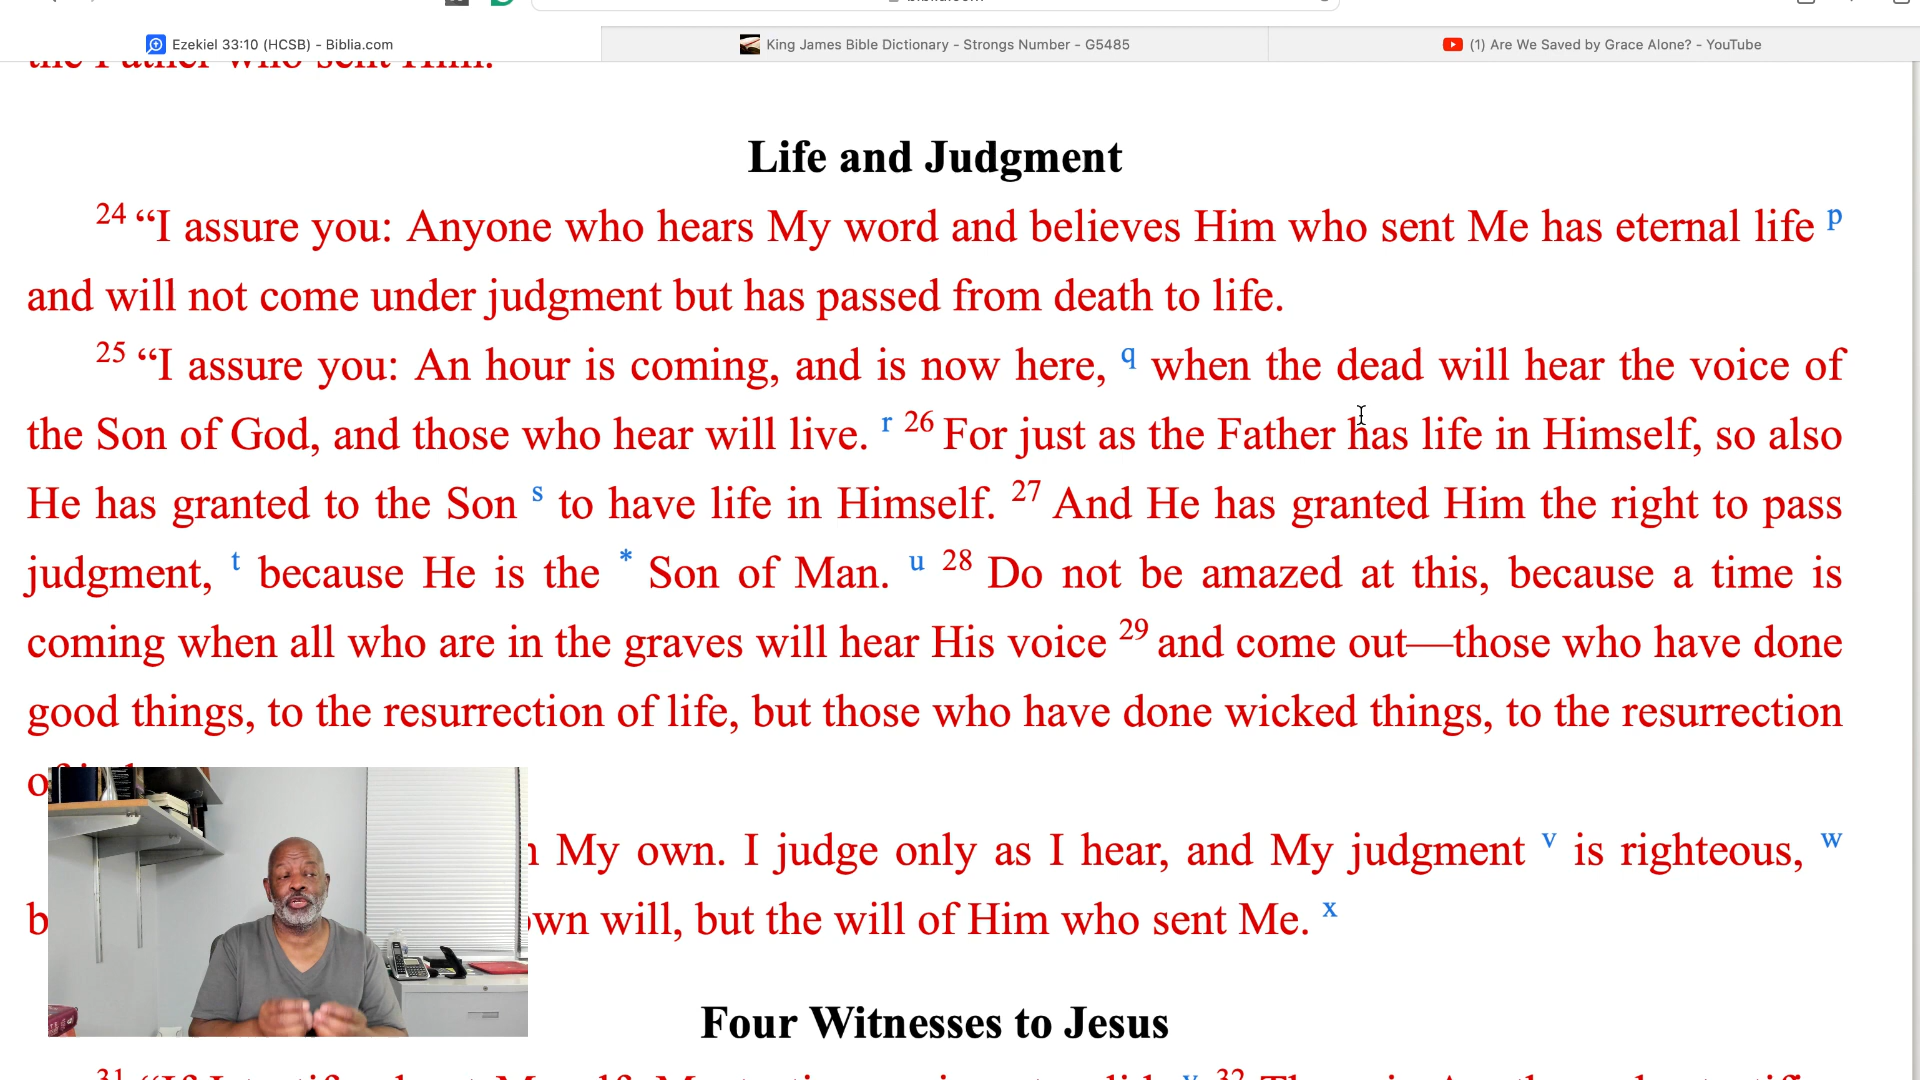 Ezekiel 33:10 (HCSB) - Biblia.com
King James Bible Dictionary - Strongs Number - G5485
(1) Are We Saved by Grace Alone? - YouTube
the Father who sent Him.
Life and Judgment
24 “I assure you: Anyone who hears My word and believes Him who sent Me has eternal life p
and will not come under judgment but has passed from death to life.
25 “I assure you: An hour is coming, and is now here, q when the dead will hear the voice of
the Son of God, and those who hear will live. r 26 For just as the Father has life in Himself, so also
He has granted to the Son s to have life in Himself. 27 And He has granted Him the right to pass
judgment, t because He is the * Son of Man. u 28 Do not be amazed at this, because a time is
coming when all who are in the graves will hear His voice 29 and come out—those who have done
good things, to the resurrection of life, but those who have done wicked things, to the resurrection
My own. I judge only as I hear, and My judgment v is righteous, w
own will, but the will of Him who sent Me. x
Four Witnesses to Jesus